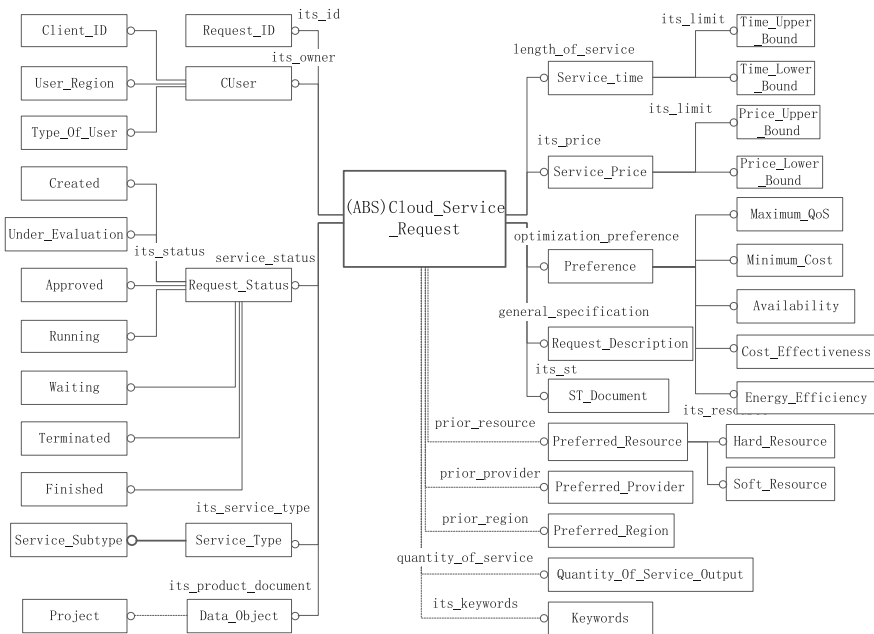 its_id
Client_ID
Request_ID
its_owner
User_Region
CUser
Type_Of_User
Created
Under_Evaluation
its_status
service_status
Approved
Request_Status
Running
Waiting
Terminated
Finished
its_service_type
Service_Subtype
Service_Type
its_product_document
Project
Data_Object
(ABS)Cloud_Service
_Request
length_of_service
Service_time
its_limit
Time_Upper
_Bound
Time_Lower
_Bound
its_price
Service_Price
its_limit
Price_Upper
_Bound
Price_Lower
_Bound
optimization_preference
Preference
Maximum_QoS
Minimum_Cost
Availability
Cost_Effectiveness
Energy_Efficiency
general_specification
Request_Description
its_st
ST_Document
prior_resource
Preferred_Resource
Hard_Resource
Soft_Resource
prior_provider
Preferred_Provider
prior_region
Preferred_Region
quantity_of_service
Quantity_Of_Service_Output
its_keywords
Keywords